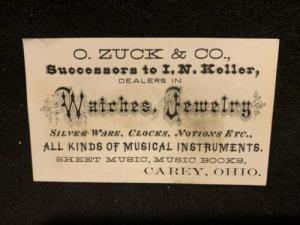 O. ZUCK & CO.,
Successors to I. N. Keller,
DEALERS IN
Watches, Jewelry
SILVER WARE, CLOCKS, NOTIONS ETC.,
ALL KINDS OF MUSICAL INSTRUMENTS.
SHEET MUSIC, MUSIC BOOKS,
CAREY, OHIO.